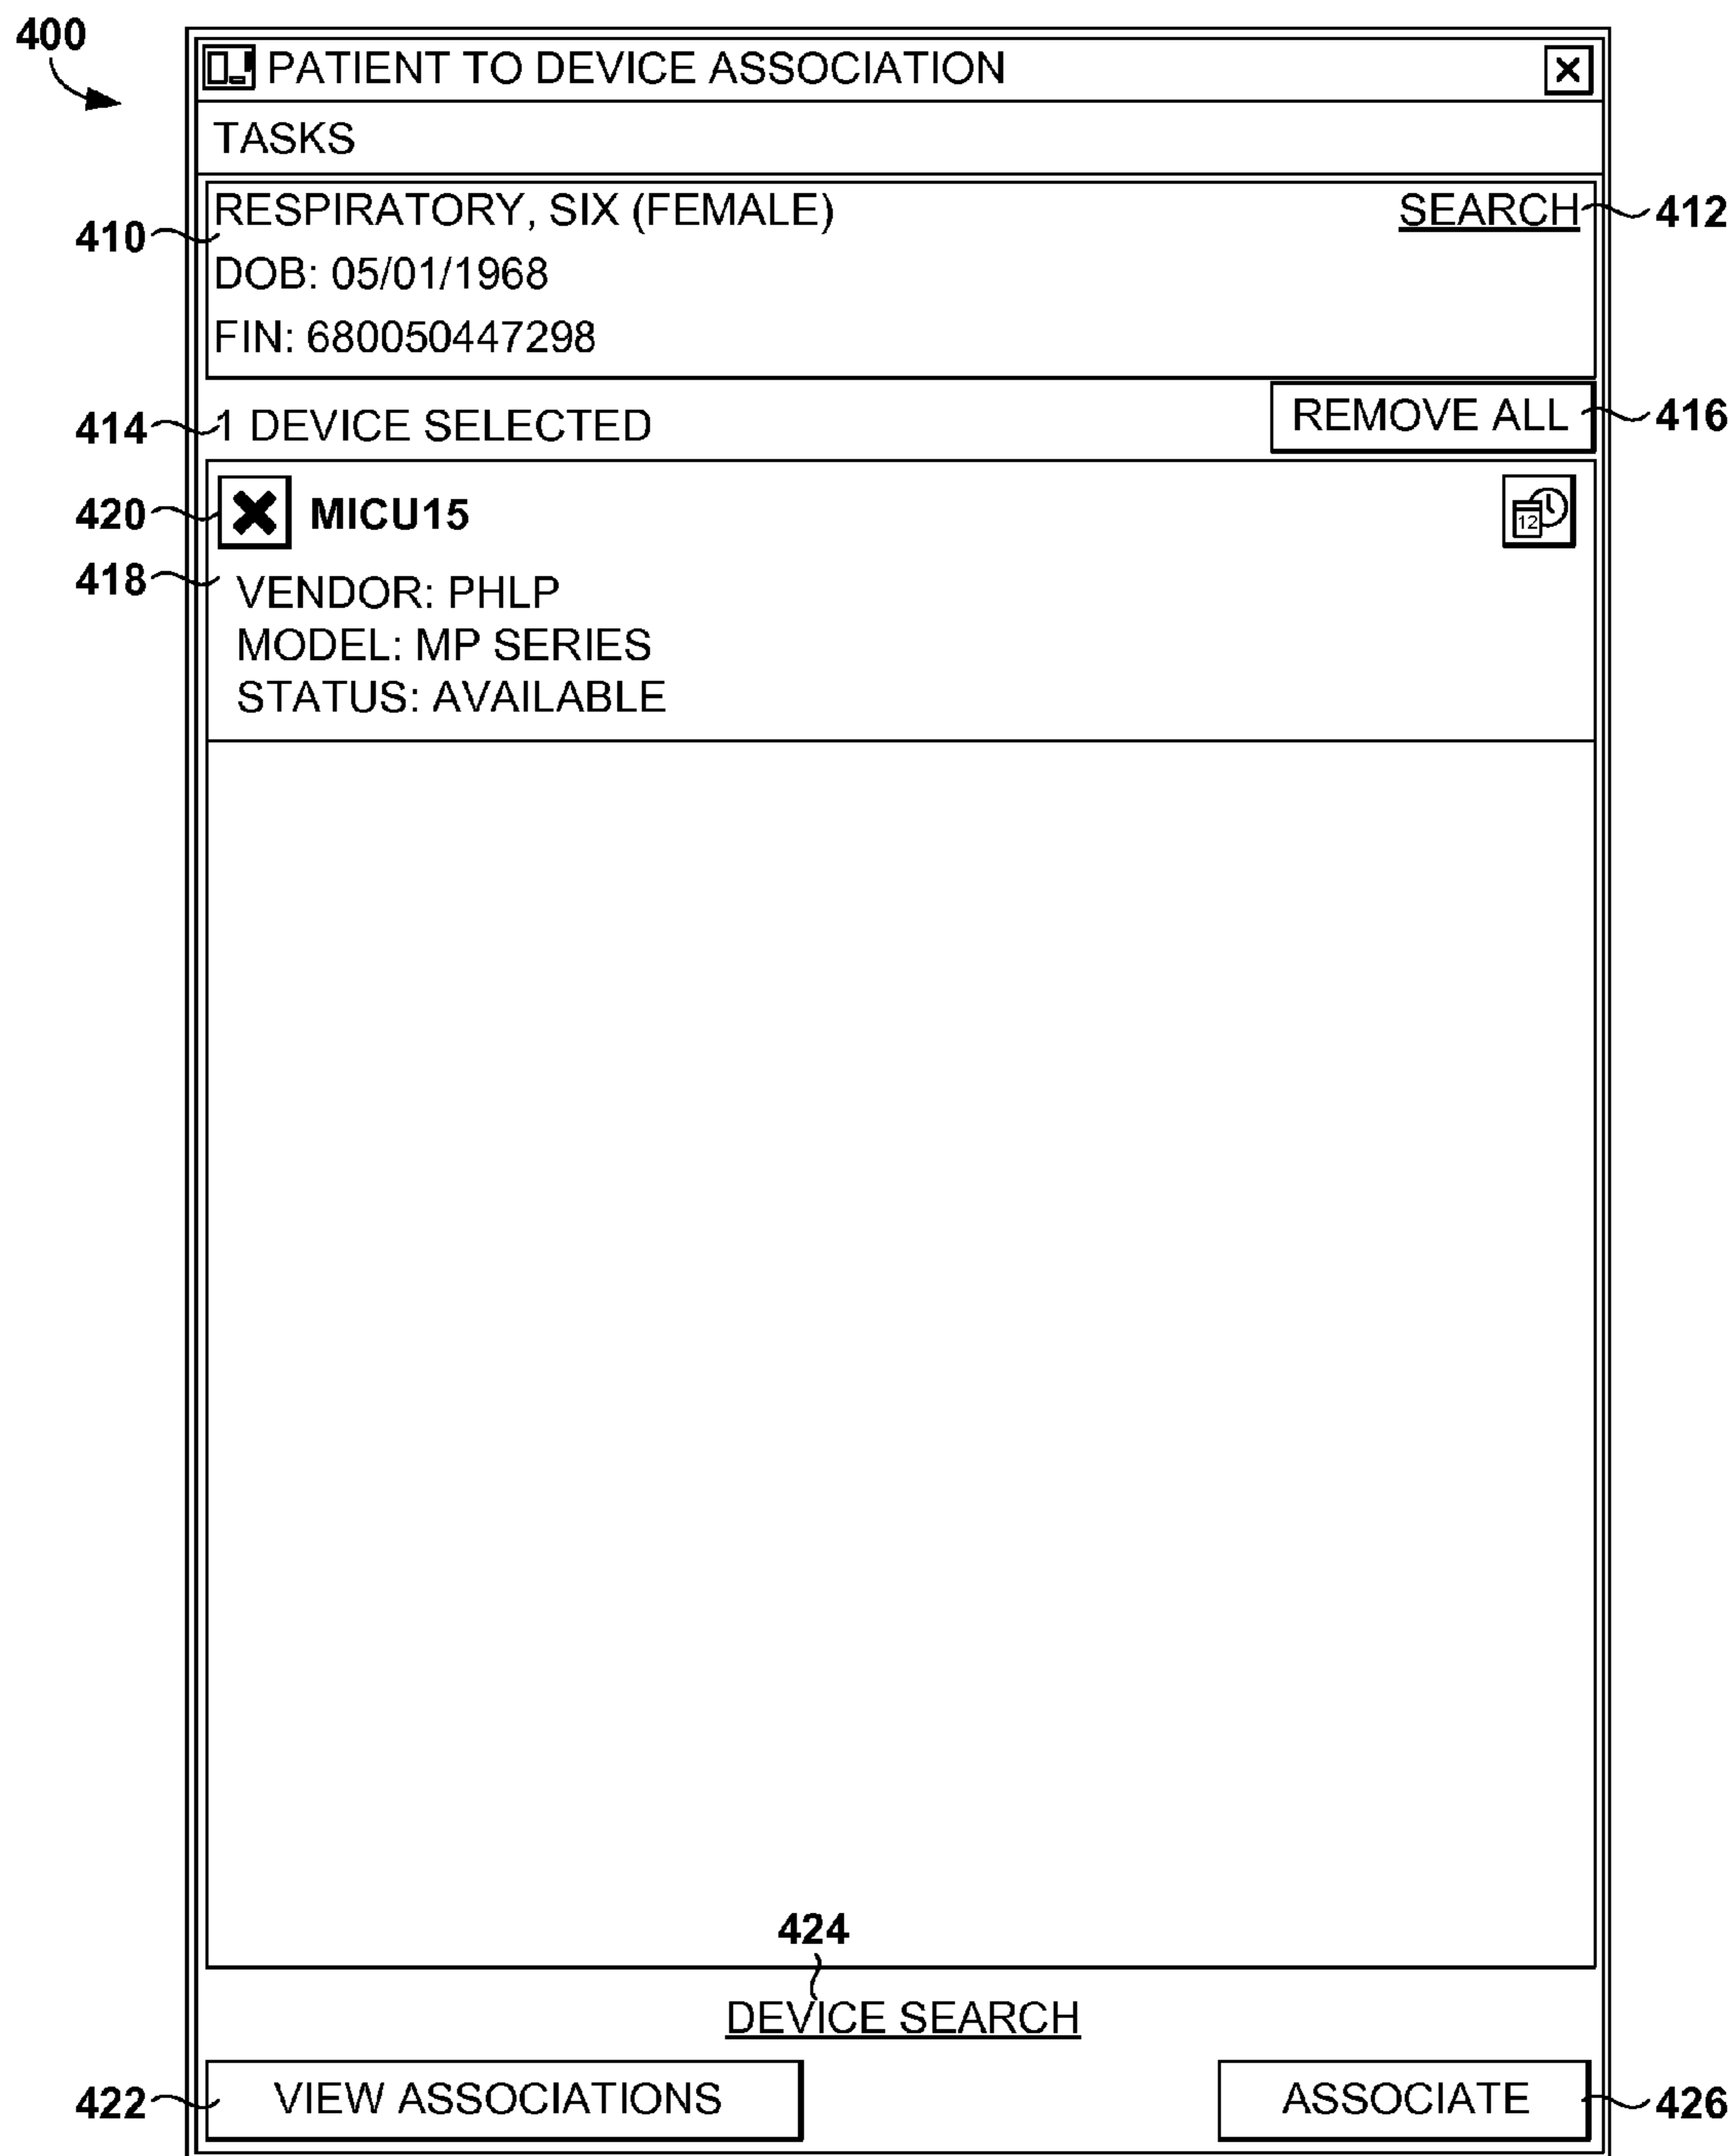 400
PATIENT TO DEVICE ASSOCIATION
TASKS
RESPIRATORY, SIX (FEMALE) SEARCH 412
410
DOB: 05/01/1968
FIN: 680050447298
414 1 DEVICE SELECTED REMOVE ALL 416
420 MICU15 12
418 VENDOR: PHLP
MODEL: MP SERIES
STATUS: AVAILABLE
424
DEVICE SEARCH
422 VIEW ASSOCIATIONS ASSOCIATE 426